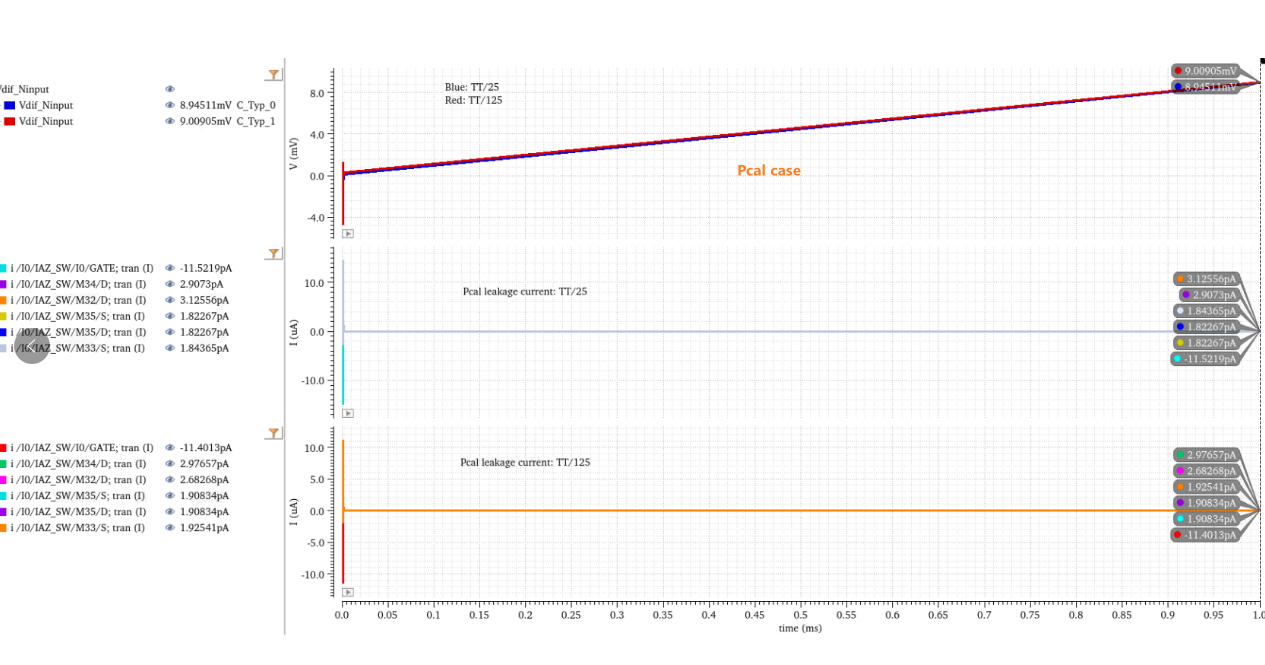 dif_Ninput
Vdif_Ninput 8.94511mV C_Typ_0
Vdif_Ninput 9.00905mV C_Typ_1
i /I0/IAZ_SW/I0/GATE; tran (I) -11.5219pA
i /I0/IAZ_SW/M34/D; tran (I) 2.9073pA
i /I0/IAZ_SW/M32/D; tran (I) 3.12556pA
i /I0/IAZ_SW/M35/S; tran (I) 1.82267pA
i /I0/IAZ_SW/M35/D; tran (I) 1.82267pA
i /I0/IAZ_SW/M33/S; tran (I) 1.84365pA
i /I0/IAZ_SW/I0/GATE; tran (I) -11.4013pA
i /I0/IAZ_SW/M34/D; tran (I) 2.97657pA
i /I0/IAZ_SW/M32/D; tran (I) 2.68268pA
i /I0/IAZ_SW/M35/S; tran (I) 1.90834pA
i /I0/IAZ_SW/M35/D; tran (I) 1.90834pA
i /I0/IAZ_SW/M33/S; tran (I) 1.92541pA
V (mV)
8.0
4.0
0.0
-4.0
Blue: TT/25
Red: TT/125
Pcal case
9.00905mV
8.94511mV
I (uA)
10.0
0.0
-10.0
Pcal leakage current: TT/25
3.12556pA
2.9073pA
1.84365pA
1.82267pA
1.82267pA
-11.5219pA
I (uA)
10.0
5.0
0.0
-5.0
-10.0
Pcal leakage current: TT/125
2.97657pA
2.68268pA
1.92541pA
1.90834pA
1.90834pA
-11.4013pA
0.0 0.05 0.1 0.15 0.2 0.25 0.3 0.35 0.4 0.45 0.5 0.55 0.6 0.65 0.7 0.75 0.8 0.85 0.9 0.95 1.0
time (ms)